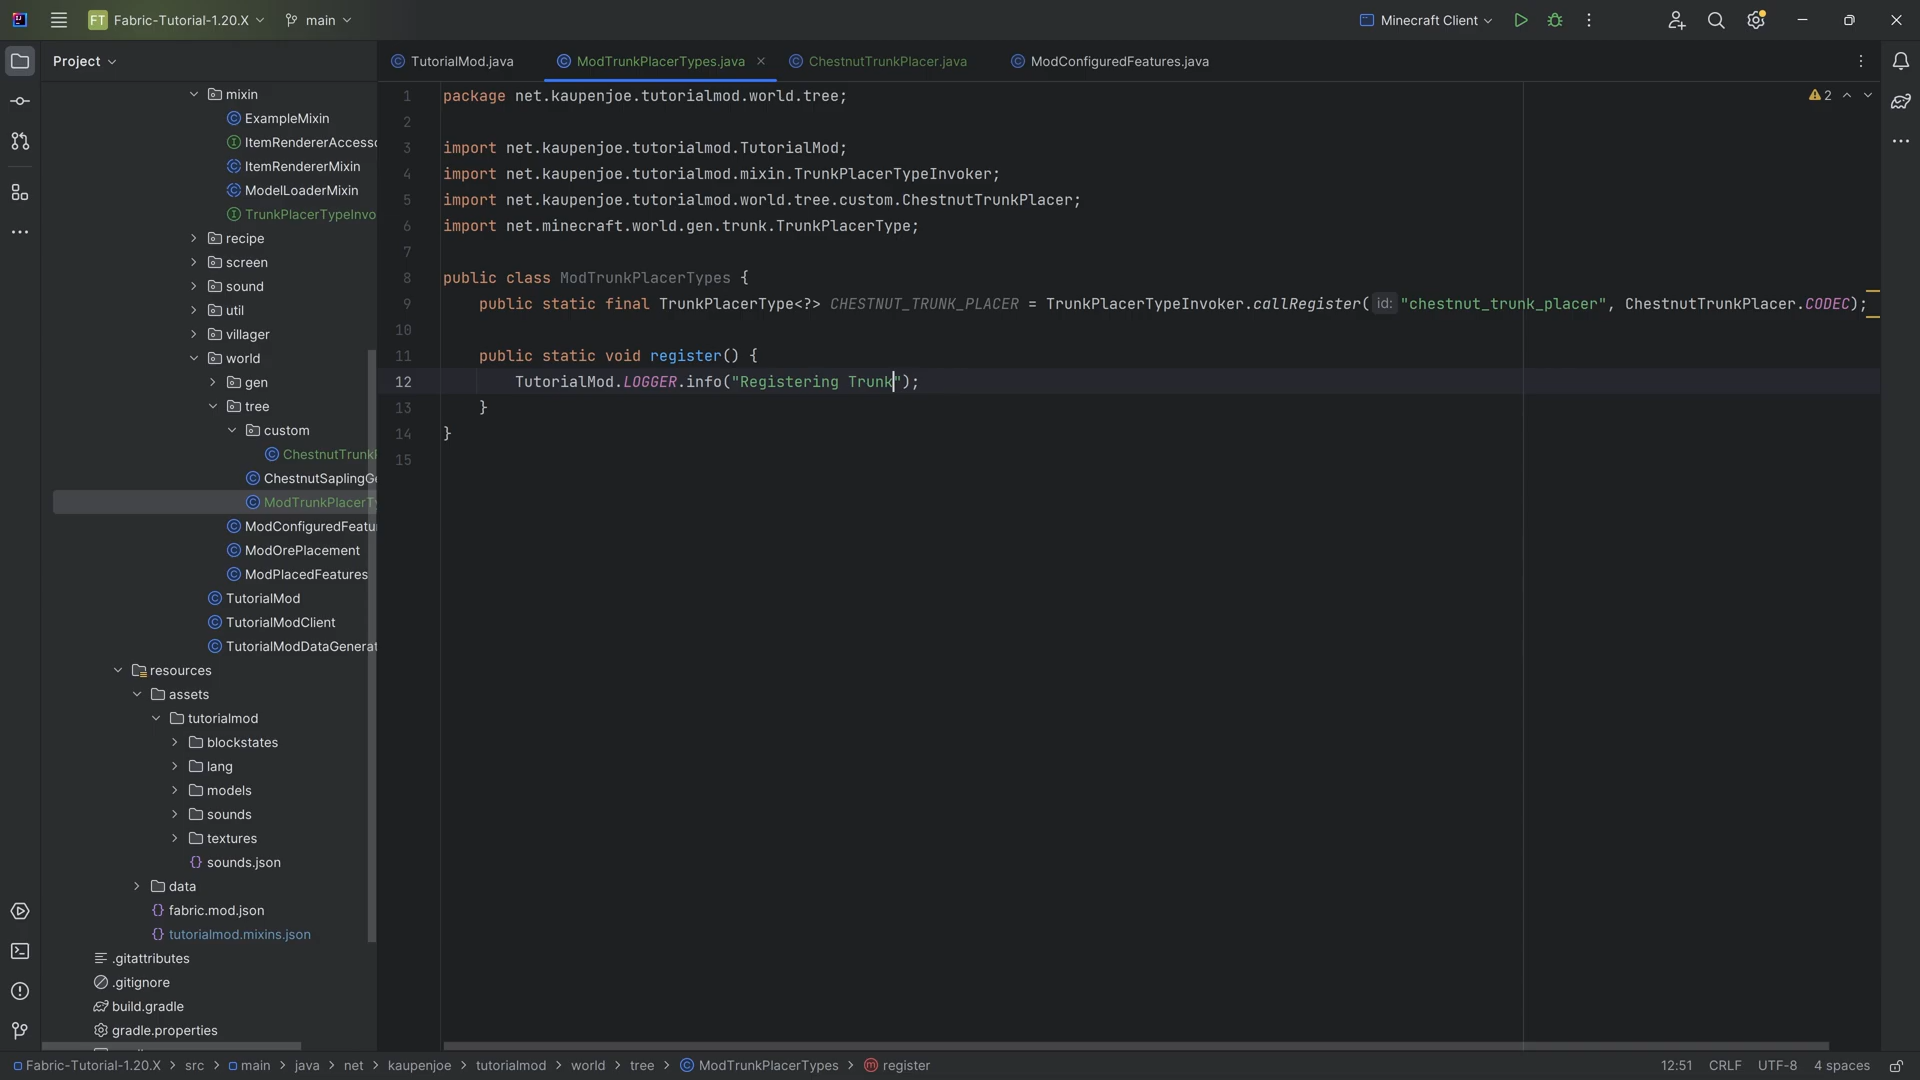 FT Fabric-Tutorial-1.20.X main Minecraft Client
Project
TutorialMod.java ModTrunkPlacerTypes.java ChestnutTrunkPlacer.java ModConfiguredFeatures.java
mixin
ExampleMixin
ItemRendererAccesso
ItemRendererMixin
ModelLoaderMixin
TrunkPlacerTypeInvo
recipe
screen
sound
util
villager
world
gen
tree
custom
ChestnutTrunkP
ChestnutSaplingGe
ModTrunkPlacerTy
ModConfiguredFeatu
ModOrePlacement
ModPlacedFeatures
TutorialMod
TutorialModClient
TutorialModDataGenerat
resources
assets
tutorialmod
blockstates
lang
models
sounds
textures
sounds.json
data
fabric.mod.json
tutorialmod.mixins.json
.gitattributes
.gitignore
build.gradle
gradle.properties
1 package net.kaupenjoe.tutorialmod.world.tree;
2
3 import net.kaupenjoe.tutorialmod.TutorialMod;
4 import net.kaupenjoe.tutorialmod.mixin.TrunkPlacerTypeInvoker;
5 import net.kaupenjoe.tutorialmod.world.tree.custom.ChestnutTrunkPlacer;
6 import net.minecraft.world.gen.trunk.TrunkPlacerType;
7
8 public class ModTrunkPlacerTypes {
9 public static final TrunkPlacerType<?> CHESTNUT_TRUNK_PLACER = TrunkPlacerTypeInvoker.callRegister( id: "chestnut_trunk_placer", ChestnutTrunkPlacer.CODEC);
10
11 public static void register() {
12 TutorialMod.LOGGER.info("Registering Trunk");
13 }
14 }
15
2
Fabric-Tutorial-1.20.X > src > main > java > net > kaupenjoe > tutorialmod > world > tree > ModTrunkPlacerTypes > register
12:51 CRLF UTF-8 4 spaces